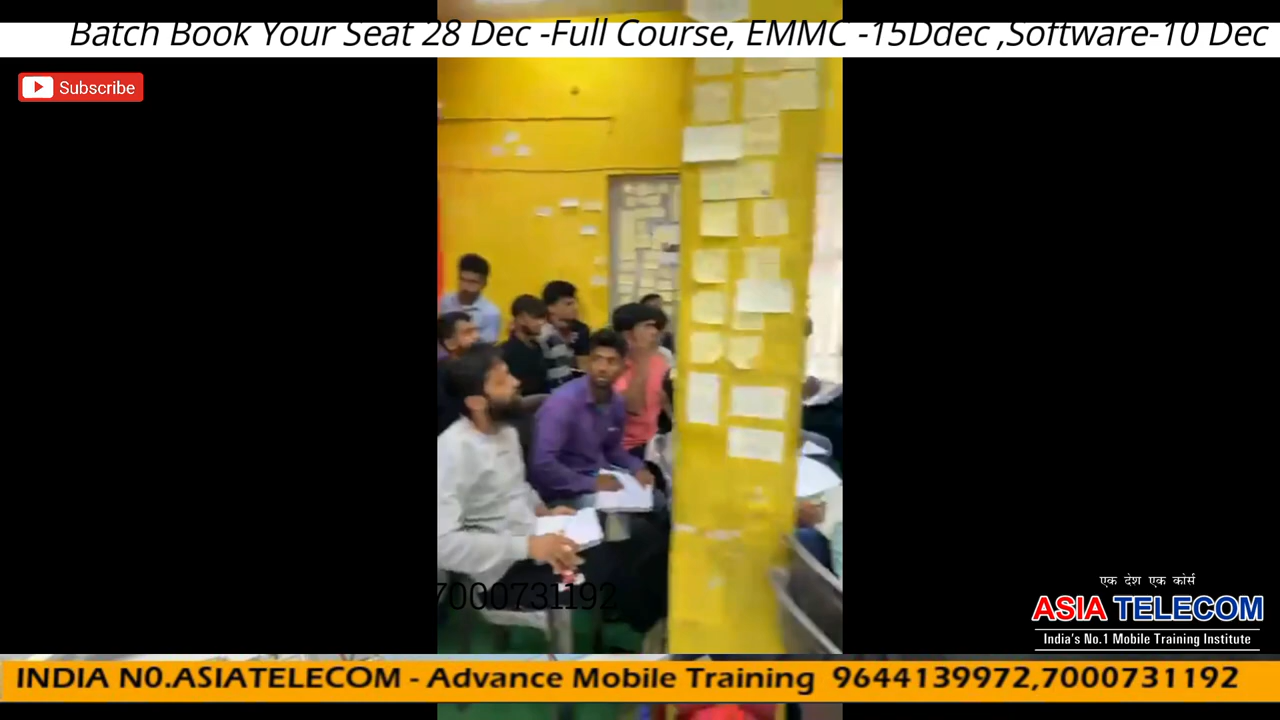 Batch Book Your Seat 28 Dec -Full Course, EMMC -15Ddec ,Software-10 Dec
Subscribe
7000731192
एक देश एक कोर्स
ASIA TELECOM
India's No.1 Mobile Training Institute
INDIA N0.ASIATELECOM - Advance Mobile Training 9644139972,7000731192